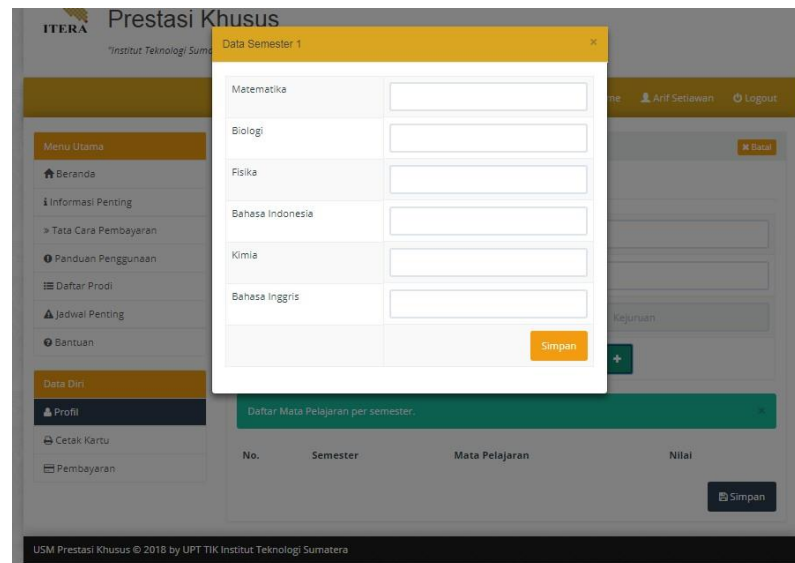 ITERA
Prestasi Khusus
"Institut Teknologi Suma
Data Semester 1 ×
Arif Setiawan Logout
Matematika
Biologi
Fisika
Bahasa Indonesia
Kimia
Bahasa Inggris
Simpan
Menu Utama
Beranda
Informasi Penting
Tata Cara Pembayaran
Panduan Penggunaan
Daftar Prodi
Jadwal Penting
Bantuan
Batal
Kejuruan
+
Data Diri
Profil
Cetak Kartu
Pembayaran
Daftar Mata Pelajaran per semester. ×
No. Semester Mata Pelajaran Nilai
Simpan
USM Prestasi Khusus © 2018 by UPT TIK Institut Teknologi Sumatera